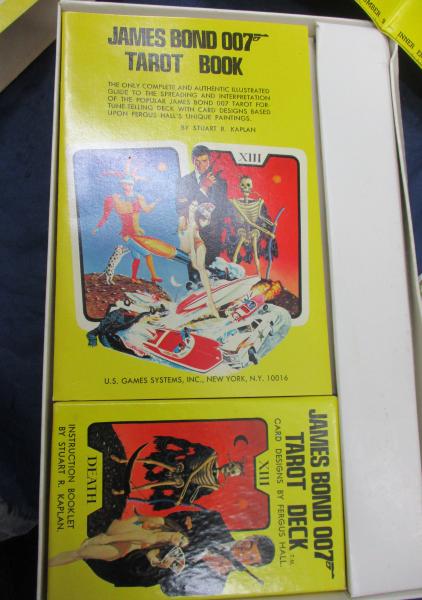 JAMES BOND 007
TAROT BOOK
THE ONLY COMPLETE AND AUTHENTIC ILLUSTRATED
GUIDE TO THE SPREADING AND INTERPRETATION
OF THE POPULAR JAMES BOND 007 TAROT FOR-
TUNE-TELLING DECK WITH CARD DESIGNS BASED
UPON FERGUS HALL'S UNIQUE PAINTINGS.
BY STUART R. KAPLAN
XIII
U.S. GAMES SYSTEMS, INC., NEW YORK, N.Y. 10016
JAMES BOND 007
TAROT DECK T.M.
CARD DESIGNS BY FERGUS HALL.
XIII
DEATH
INSTRUCTION BOOKLET
BY STUART R. KAPLAN.